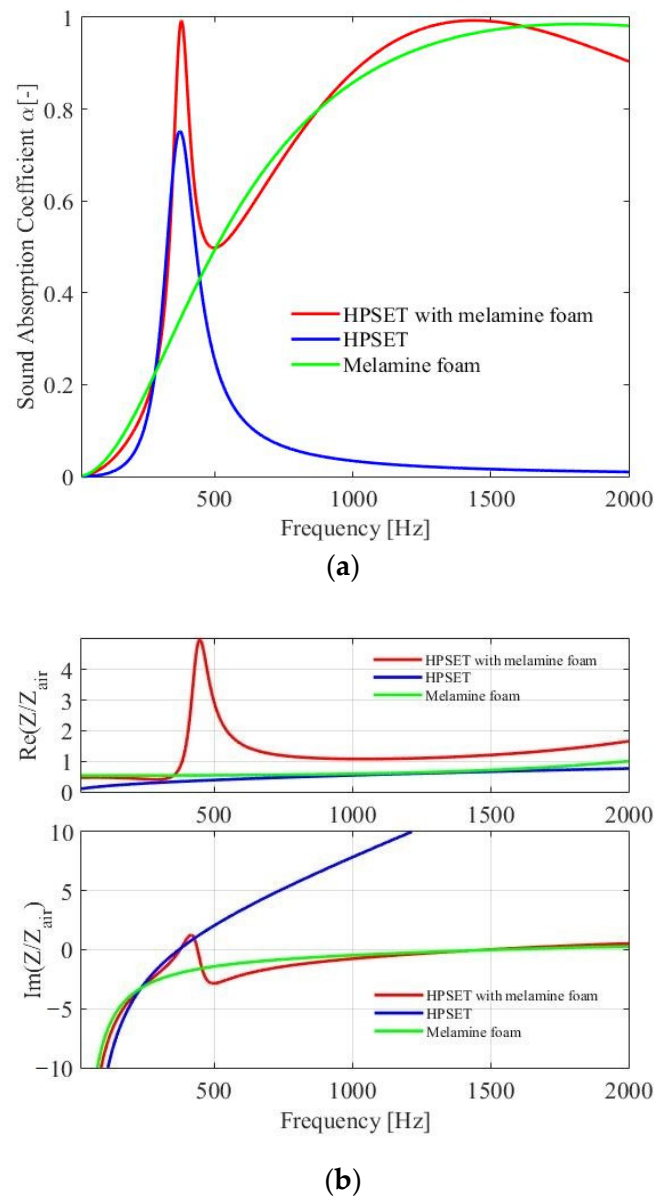 1
0.8
0.6
0.4
0.2
0
Sound Absorption Coefficient α[-]
HPSET with melamine foam
HPSET
Melamine foam
500 1000 1500 2000
Frequency [Hz]
(a)
4
3
2
1
0
Re(Z/Z_air)
HPSET with melamine foam
HPSET
Melamine foam
500 1000 1500 2000
10
5
0
−5
−10
Im(Z/Z_air)
HPSET with melamine foam
HPSET
Melamine foam
500 1000 1500 2000
Frequency [Hz]
(b)